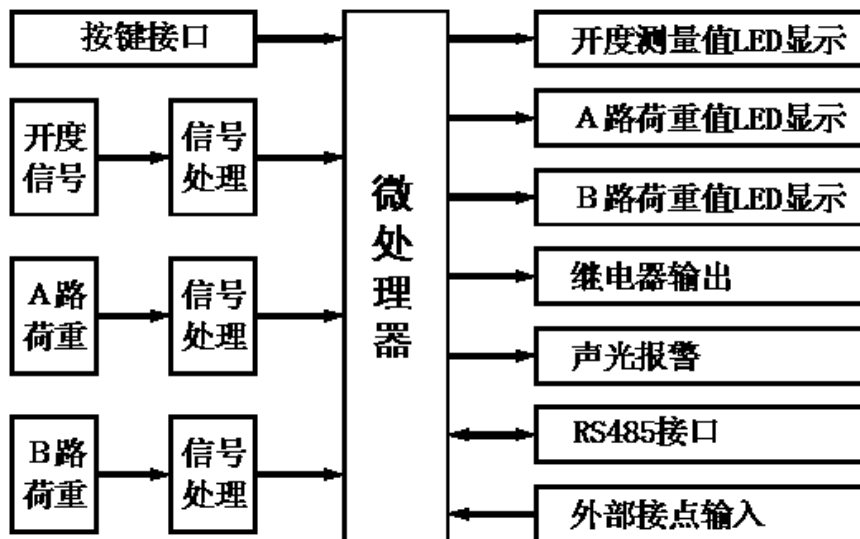 按键接口
开度
信号
信号
处理
A路
荷重
信号
处理
B路
荷重
信号
处理
微
处
理
器
开度测量值LED显示
A路荷重值LED显示
B路荷重值LED显示
继电器输出
声光报警
RS485接口
外部接点输入